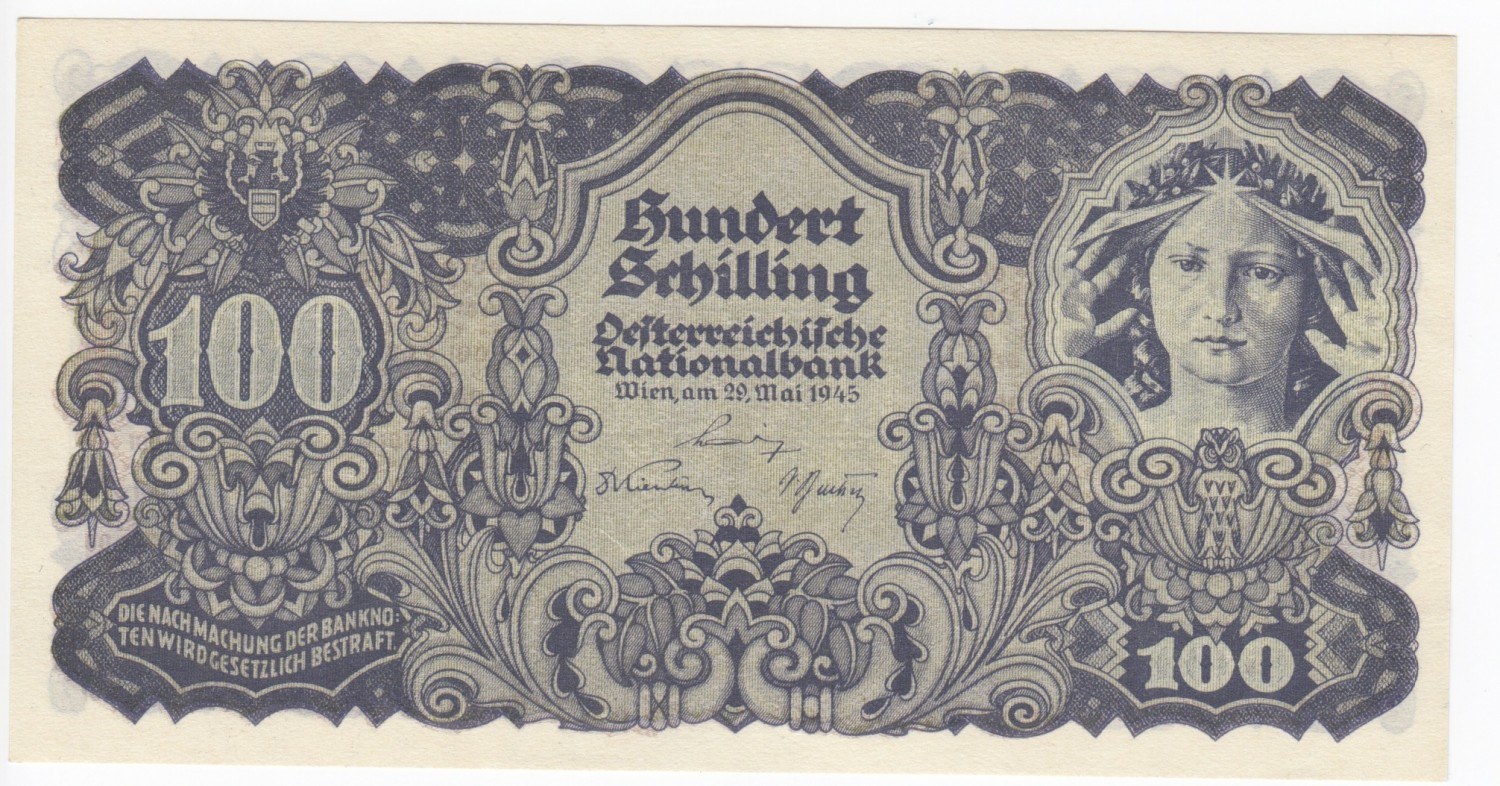 Hundert
Schilling
Oesterreichische
Nationalbank
Wien, am 29. Mai 1945
100
DIE NACHMACHUNG DER BANKNO:
TEN WIRD GESETZLICH BESTRAFT.
100